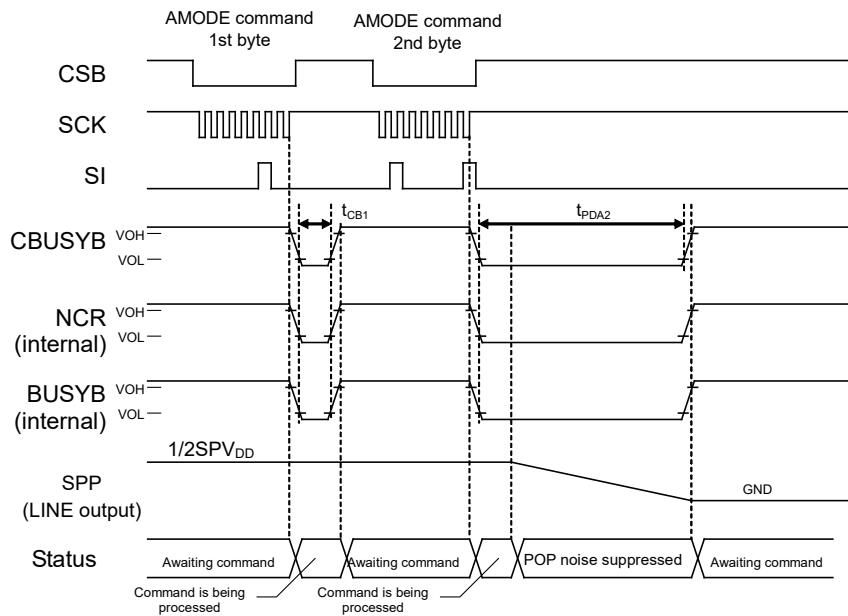 AMODE command
1st byte
AMODE command
2nd byte
CSB
SCK
SI
tCB1
tPDA2
CBUSYB
VOH
VOL
NCR
(internal)
VOH
VOL
BUSYB
(internal)
VOH
VOL
1/2SPVDD
SPP
(LINE output)
GND
Status
Awaiting command
Awaiting command
POP noise suppressed
Awaiting command
Command is being
processed
Command is being
processed